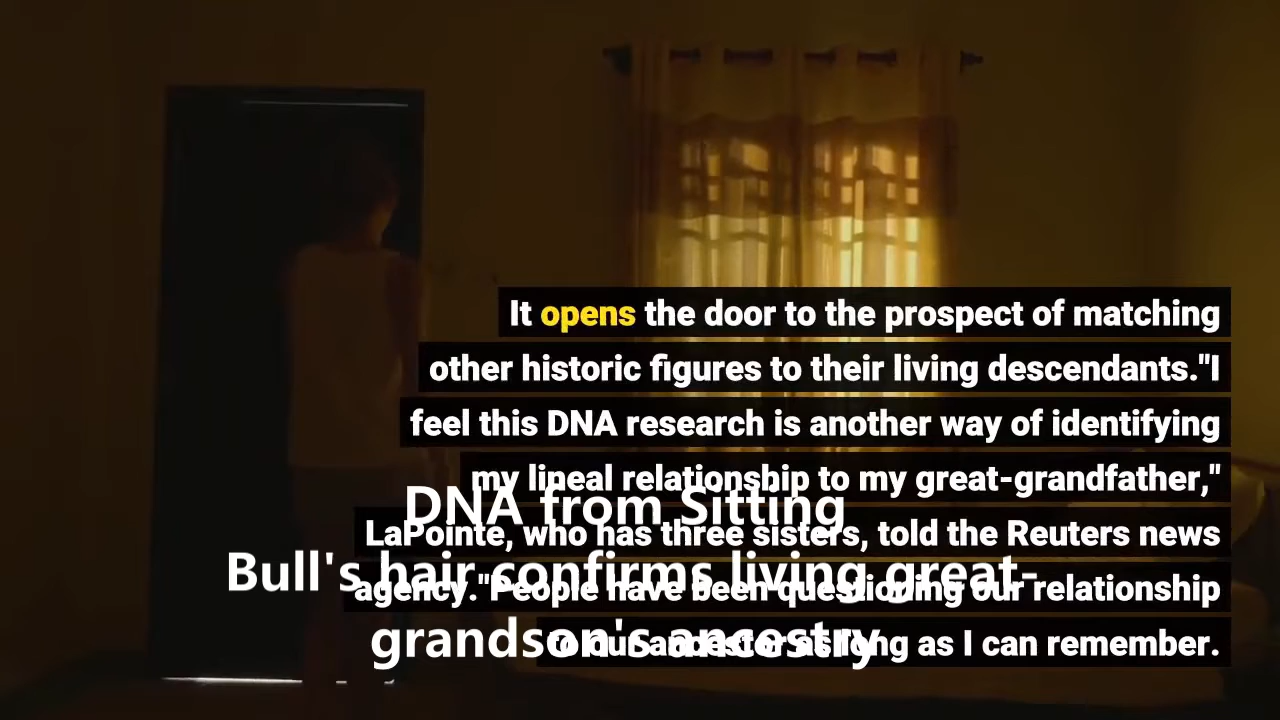 It opens the door to the prospect of matching
other historic figures to their living descendants."I
feel this DNA research is another way of identifying
my lineal relationship to my great-grandfather,"
LaPointe, who has three sisters, told the Reuters news
agency."People have been questioning our relationship
to our ancestor as long as I can remember.
DNA from Sitting
Bull's hair confirms living great-
grandson's ancestry